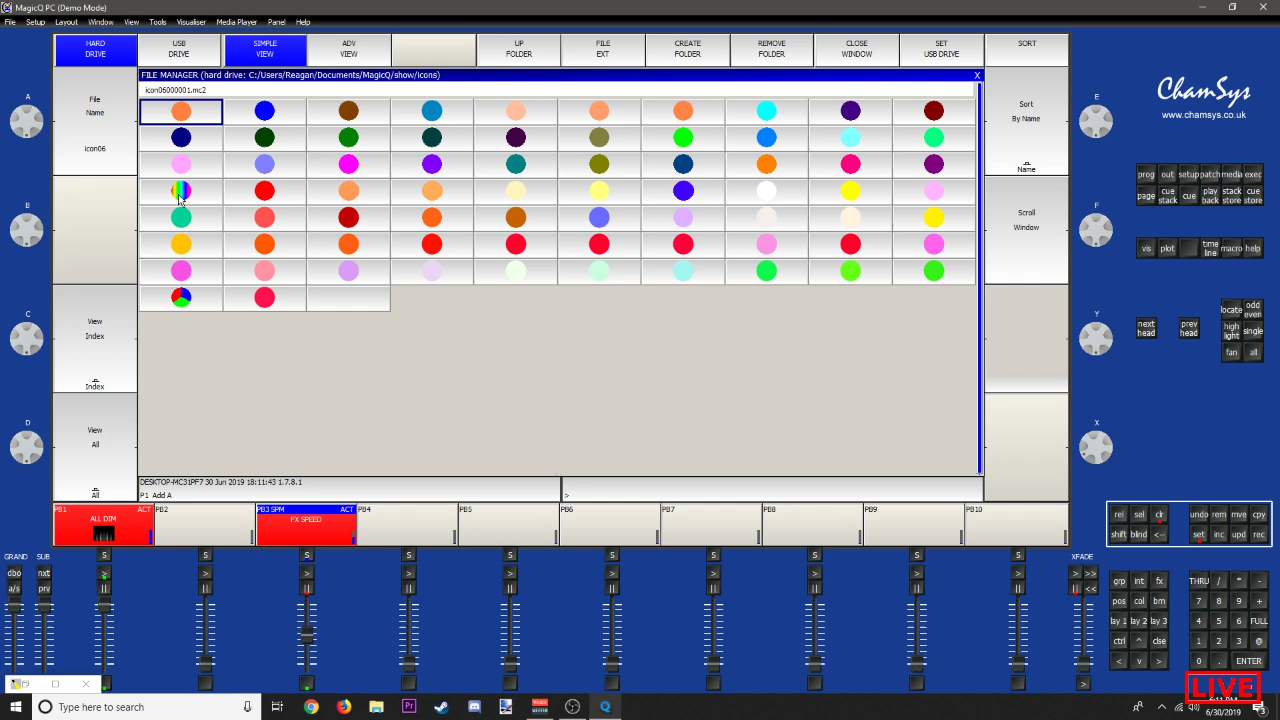 MagicQ PC (Demo Mode)
File Setup Layout Window View Tools Visualiser Media Player Panel Help
HARD DRIVE
USB DRIVE
SIMPLE VIEW
ADV VIEW
UP FOLDER
FILE EXT
CREATE FOLDER
REMOVE FOLDER
CLOSE WINDOW
SET USB DRIVE
SORT
FILE MANAGER (hard drive: C:/Users/Reagan/Documents/MagicQ/show/icons) X
icon06000001.mc2
File Name
icon06
View Index
Index
View All
All
Sort By Name
Name
Scroll Window
A
B
C
D
E
F
Y
X
ChamSys
www.chamsys.co.uk
prog out setup patch media exec
page cue stack cue play back stack store cue store
vis plot time line macro help
next head prev head
locate odd even
high light single
fan all
DESKTOP-MC31PF7 30 Jun 2019 18:11:43 1.7.8.1
P1 Add A
>
PB1 ACT
ALL DIM
PB2
PB3 SPM ACT
FX SPEED
PB4
PB5
PB6
PB7
PB8
PB9
PB10
rel sel clr undo rem mve cpy
shift blind <-- set inc upd rec
GRAND SUB S S S S S S S S S S XFADE
dbo nxt > > > > > > > > > > > >>
a/s prv || || || || || || || || || || || <<
>
grp int fx THRU / * -
pos col bm 7 8 9 +
lay 1 lay 2 lay 3 4 5 6 FULL
ctrl ^ clse 1 2 3 @
< v > 0 . ENTER
LIVE
Type here to search
Pr
Q
6/30/2019
3